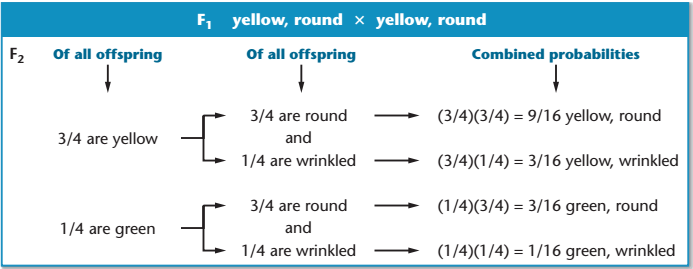 F1 yellow, round × yellow, round
F2 Of all offspring Of all offspring Combined probabilities
3/4 are round (3/4)(3/4) = 9/16 yellow, round
3/4 are yellow and
1/4 are wrinkled (3/4)(1/4) = 3/16 yellow, wrinkled
3/4 are round (1/4)(3/4) = 3/16 green, round
1/4 are green and
1/4 are wrinkled (1/4)(1/4) = 1/16 green, wrinkled